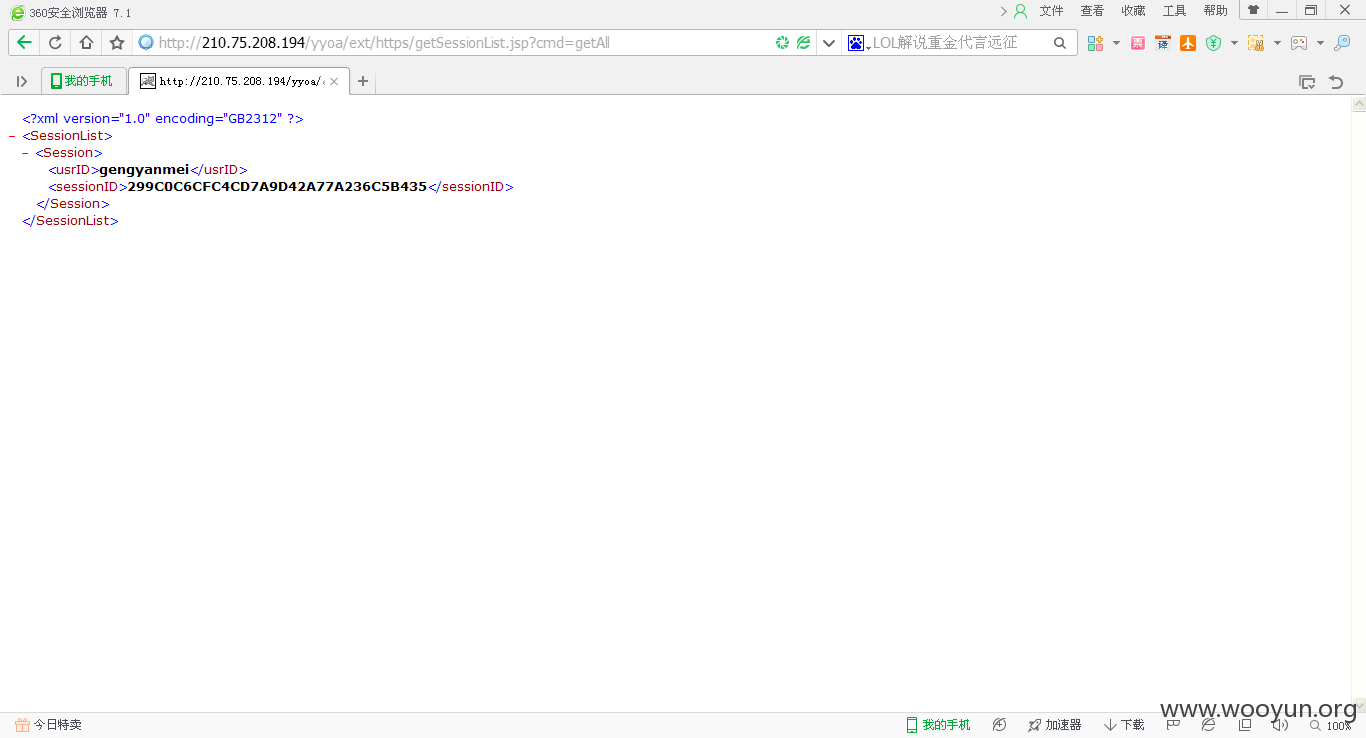 360安全浏览器 7.1
文件 查看 收藏 工具 帮助
http://210.75.208.194/yyoa/ext/https/getSessionList.jsp?cmd=getAll
LOL解说重金代言远征
我的手机
http://210.75.208.194/yyoa/
<?xml version="1.0" encoding="GB2312" ?>
- <SessionList>
- <Session>
<usrID>gengyanmei</usrID>
<sessionID>299C0C6CFC4CD7A9D42A77A236C5B435</sessionID>
</Session>
</SessionList>
www.wooyun.org
今日特卖
我的手机
加速器
下载
100%